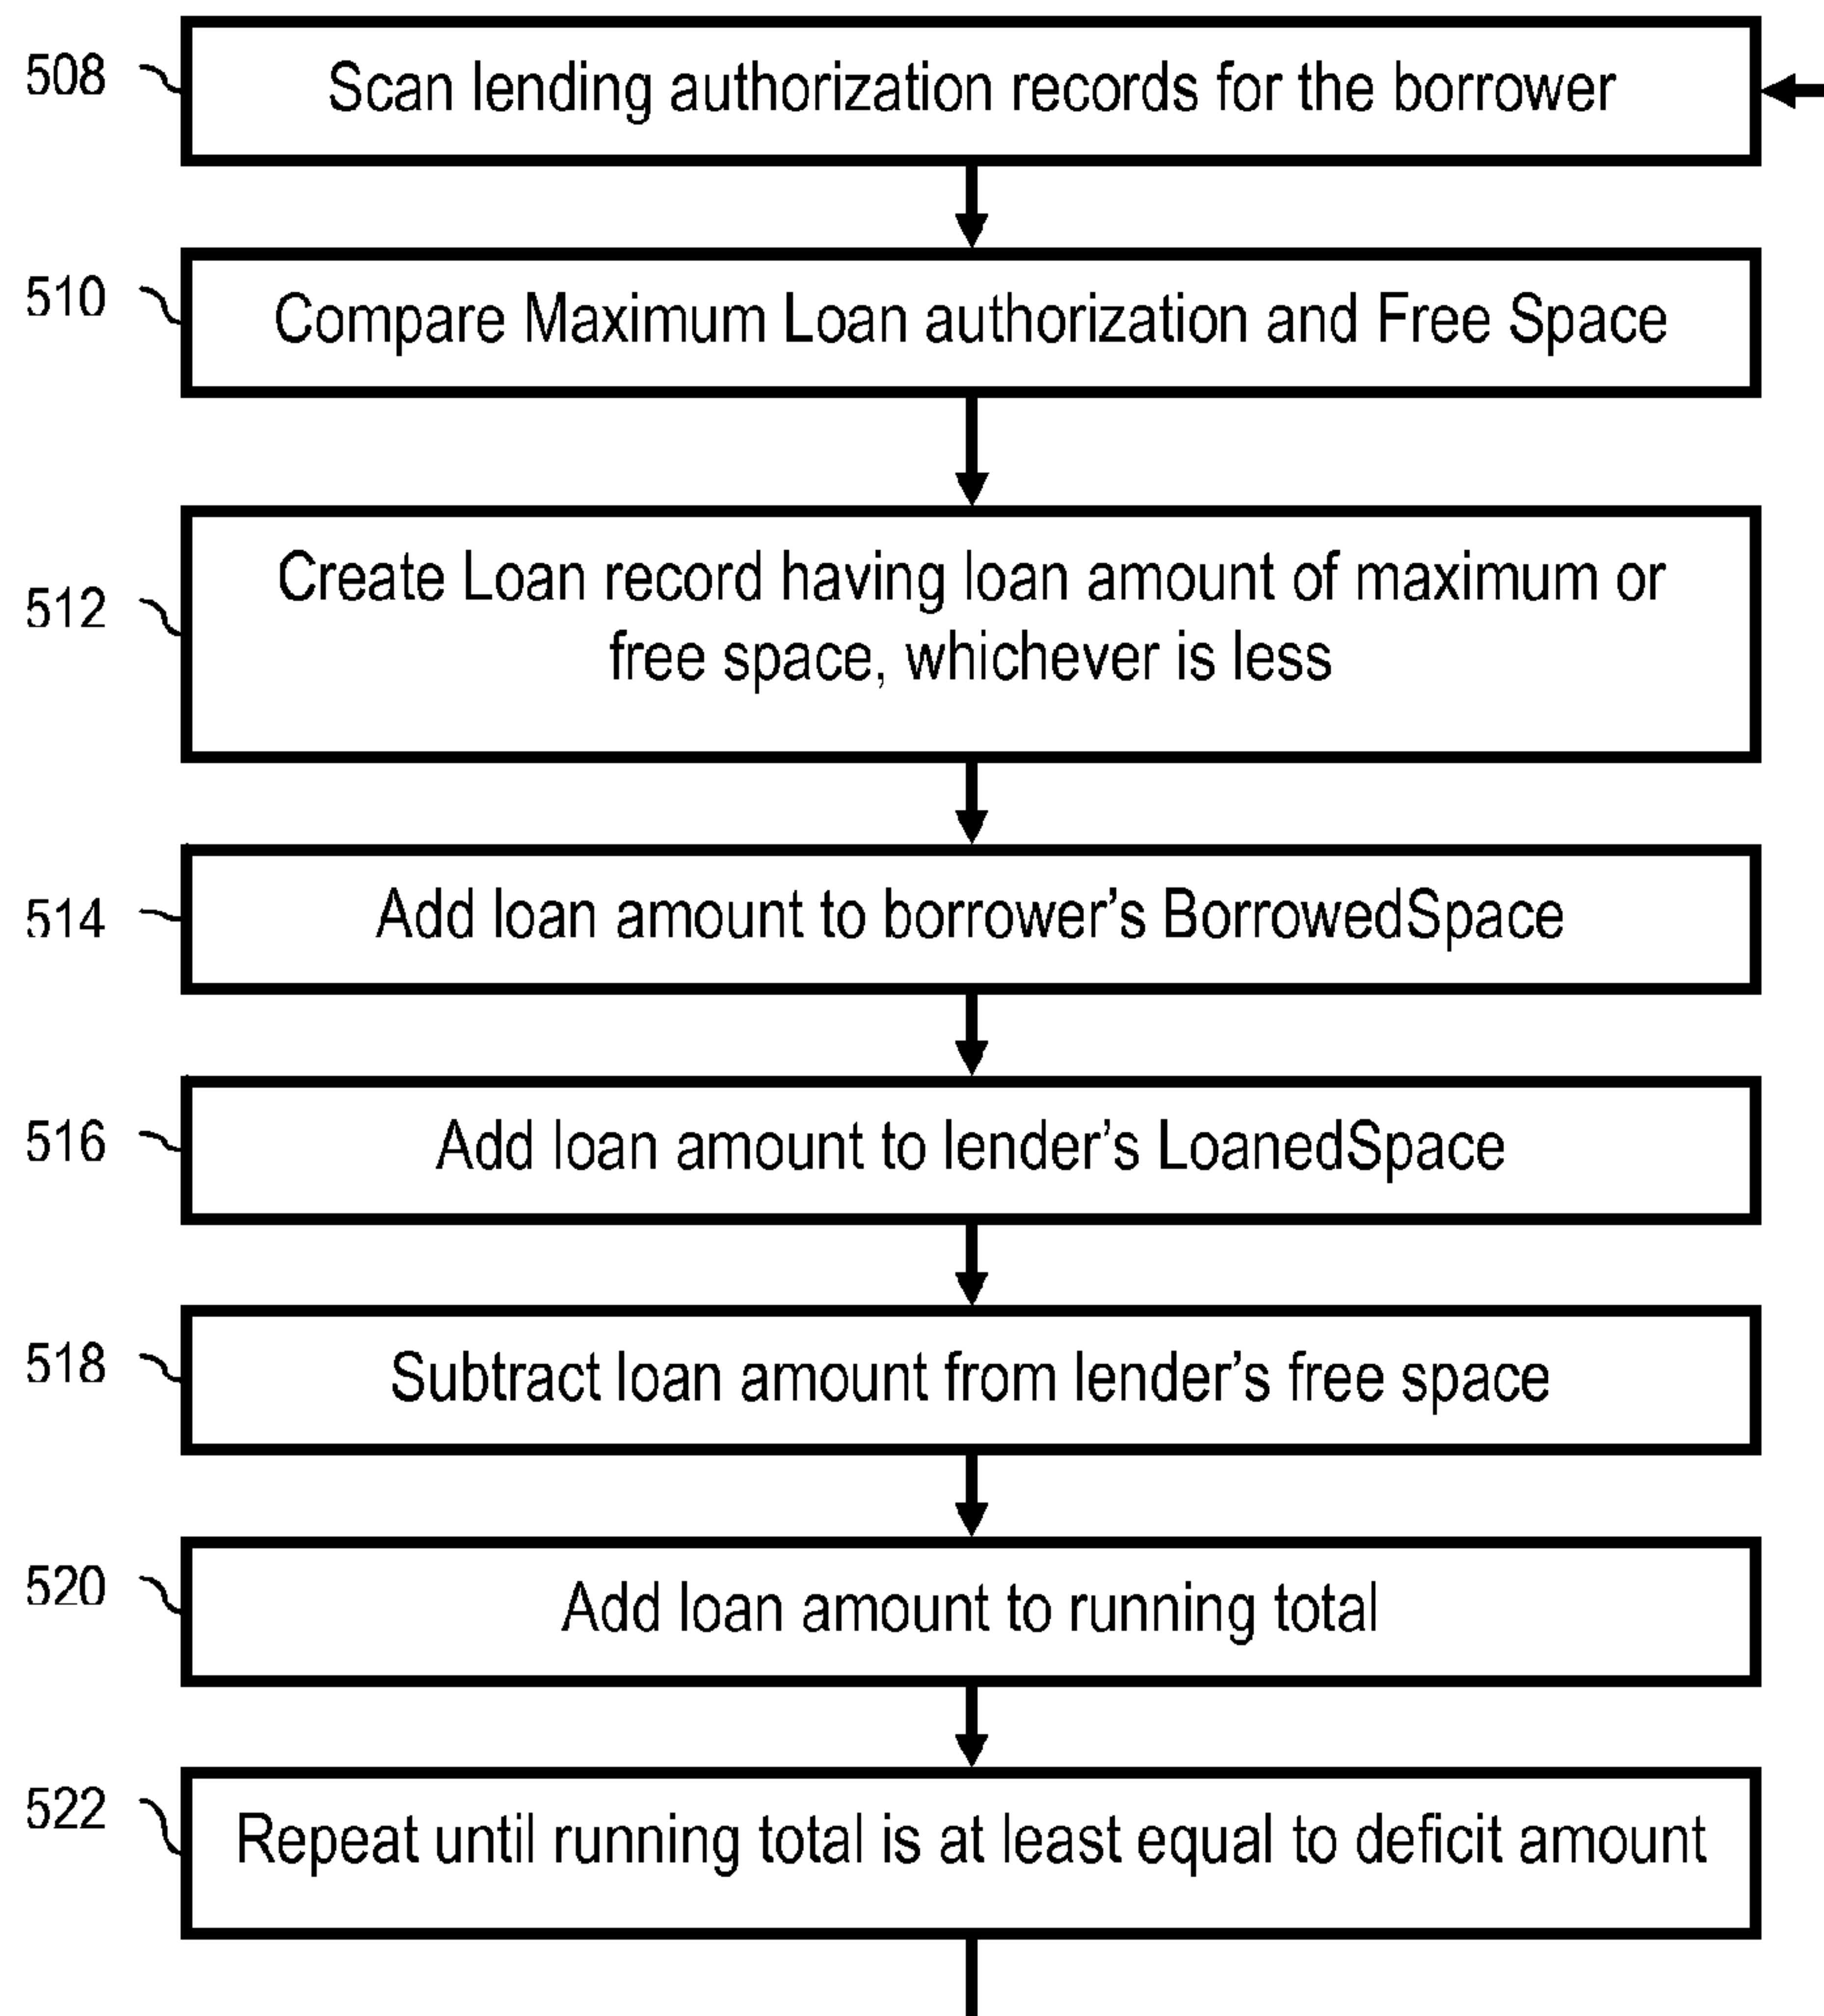 508
Scan lending authorization records for the borrower
510
Compare Maximum Loan authorization and Free Space
512
Create Loan record having loan amount of maximum or
free space, whichever is less
514
Add loan amount to borrower's BorrowedSpace
516
Add loan amount to lender's LoanedSpace
518
Subtract loan amount from lender's free space
520
Add loan amount to running total
522
Repeat until running total is at least equal to deficit amount